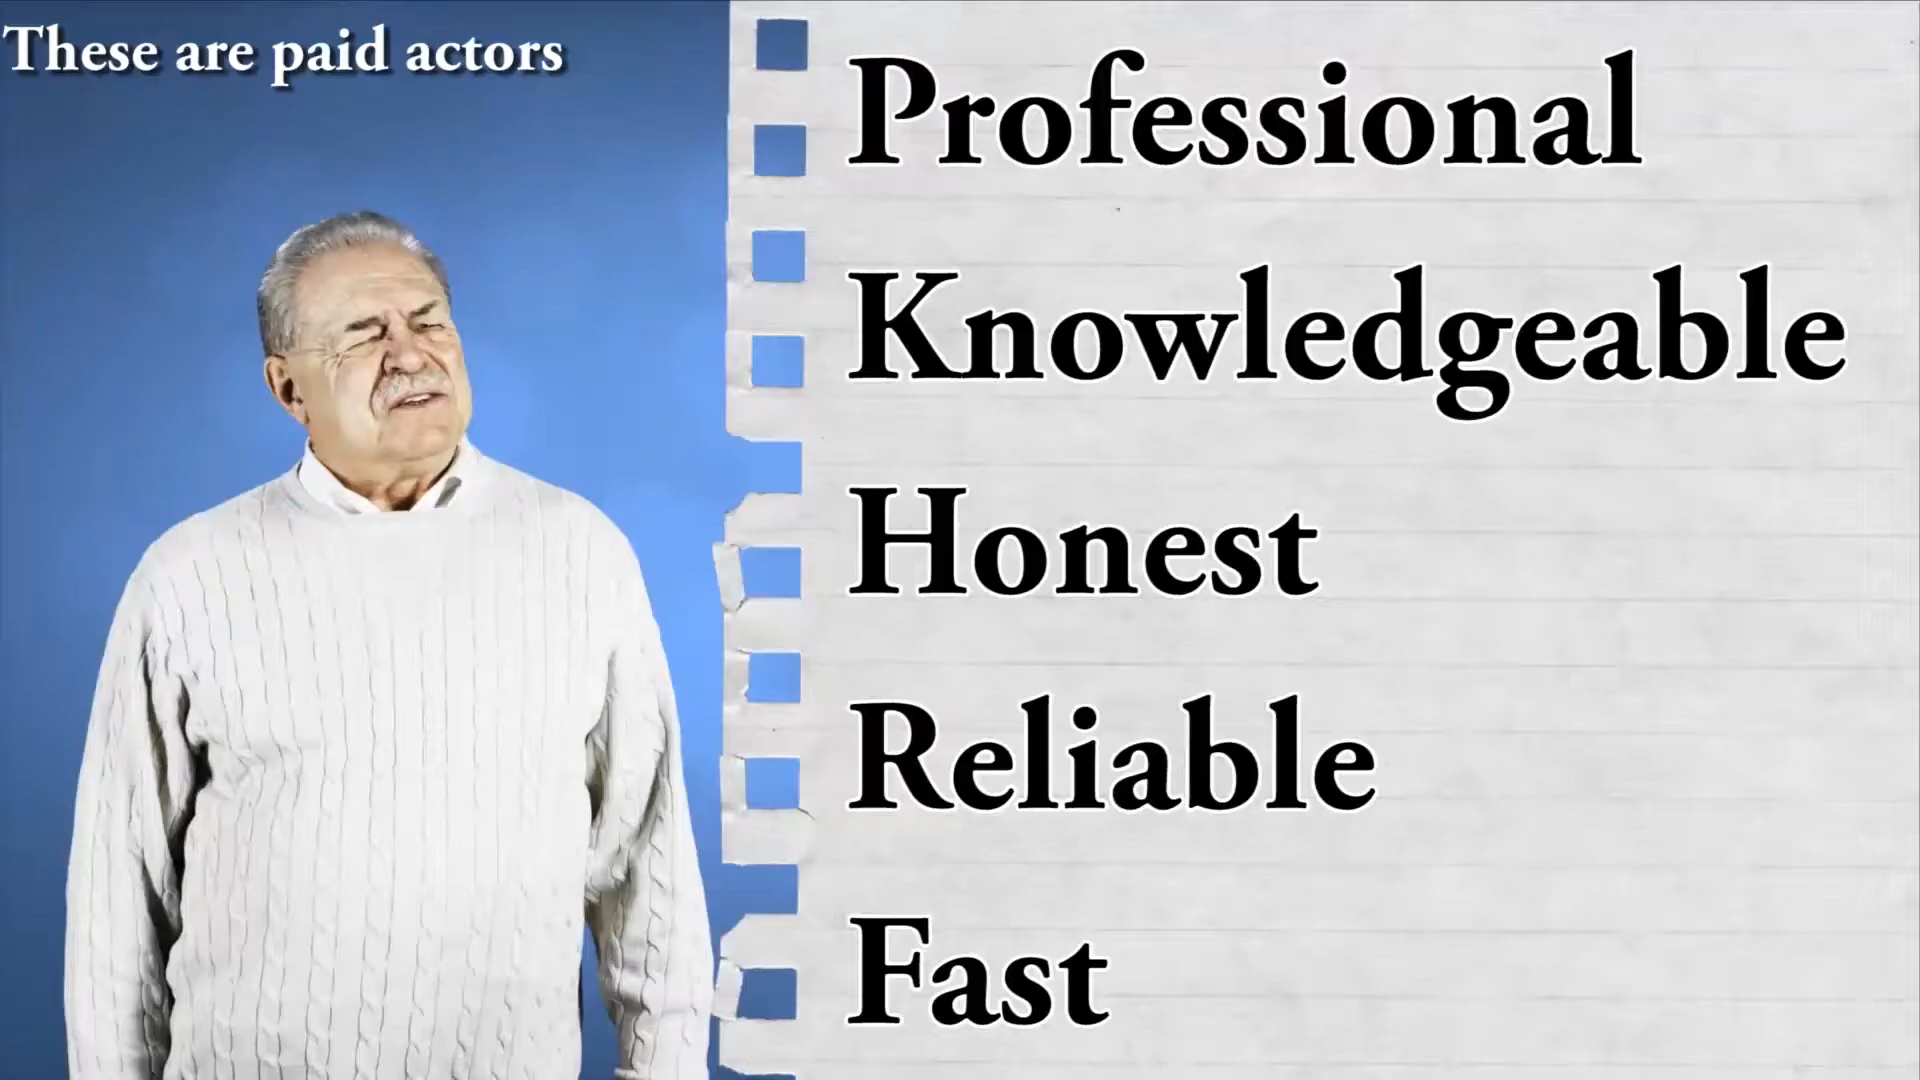 These are paid actors
Professional
Knowledgeable
Honest
Reliable
Fast